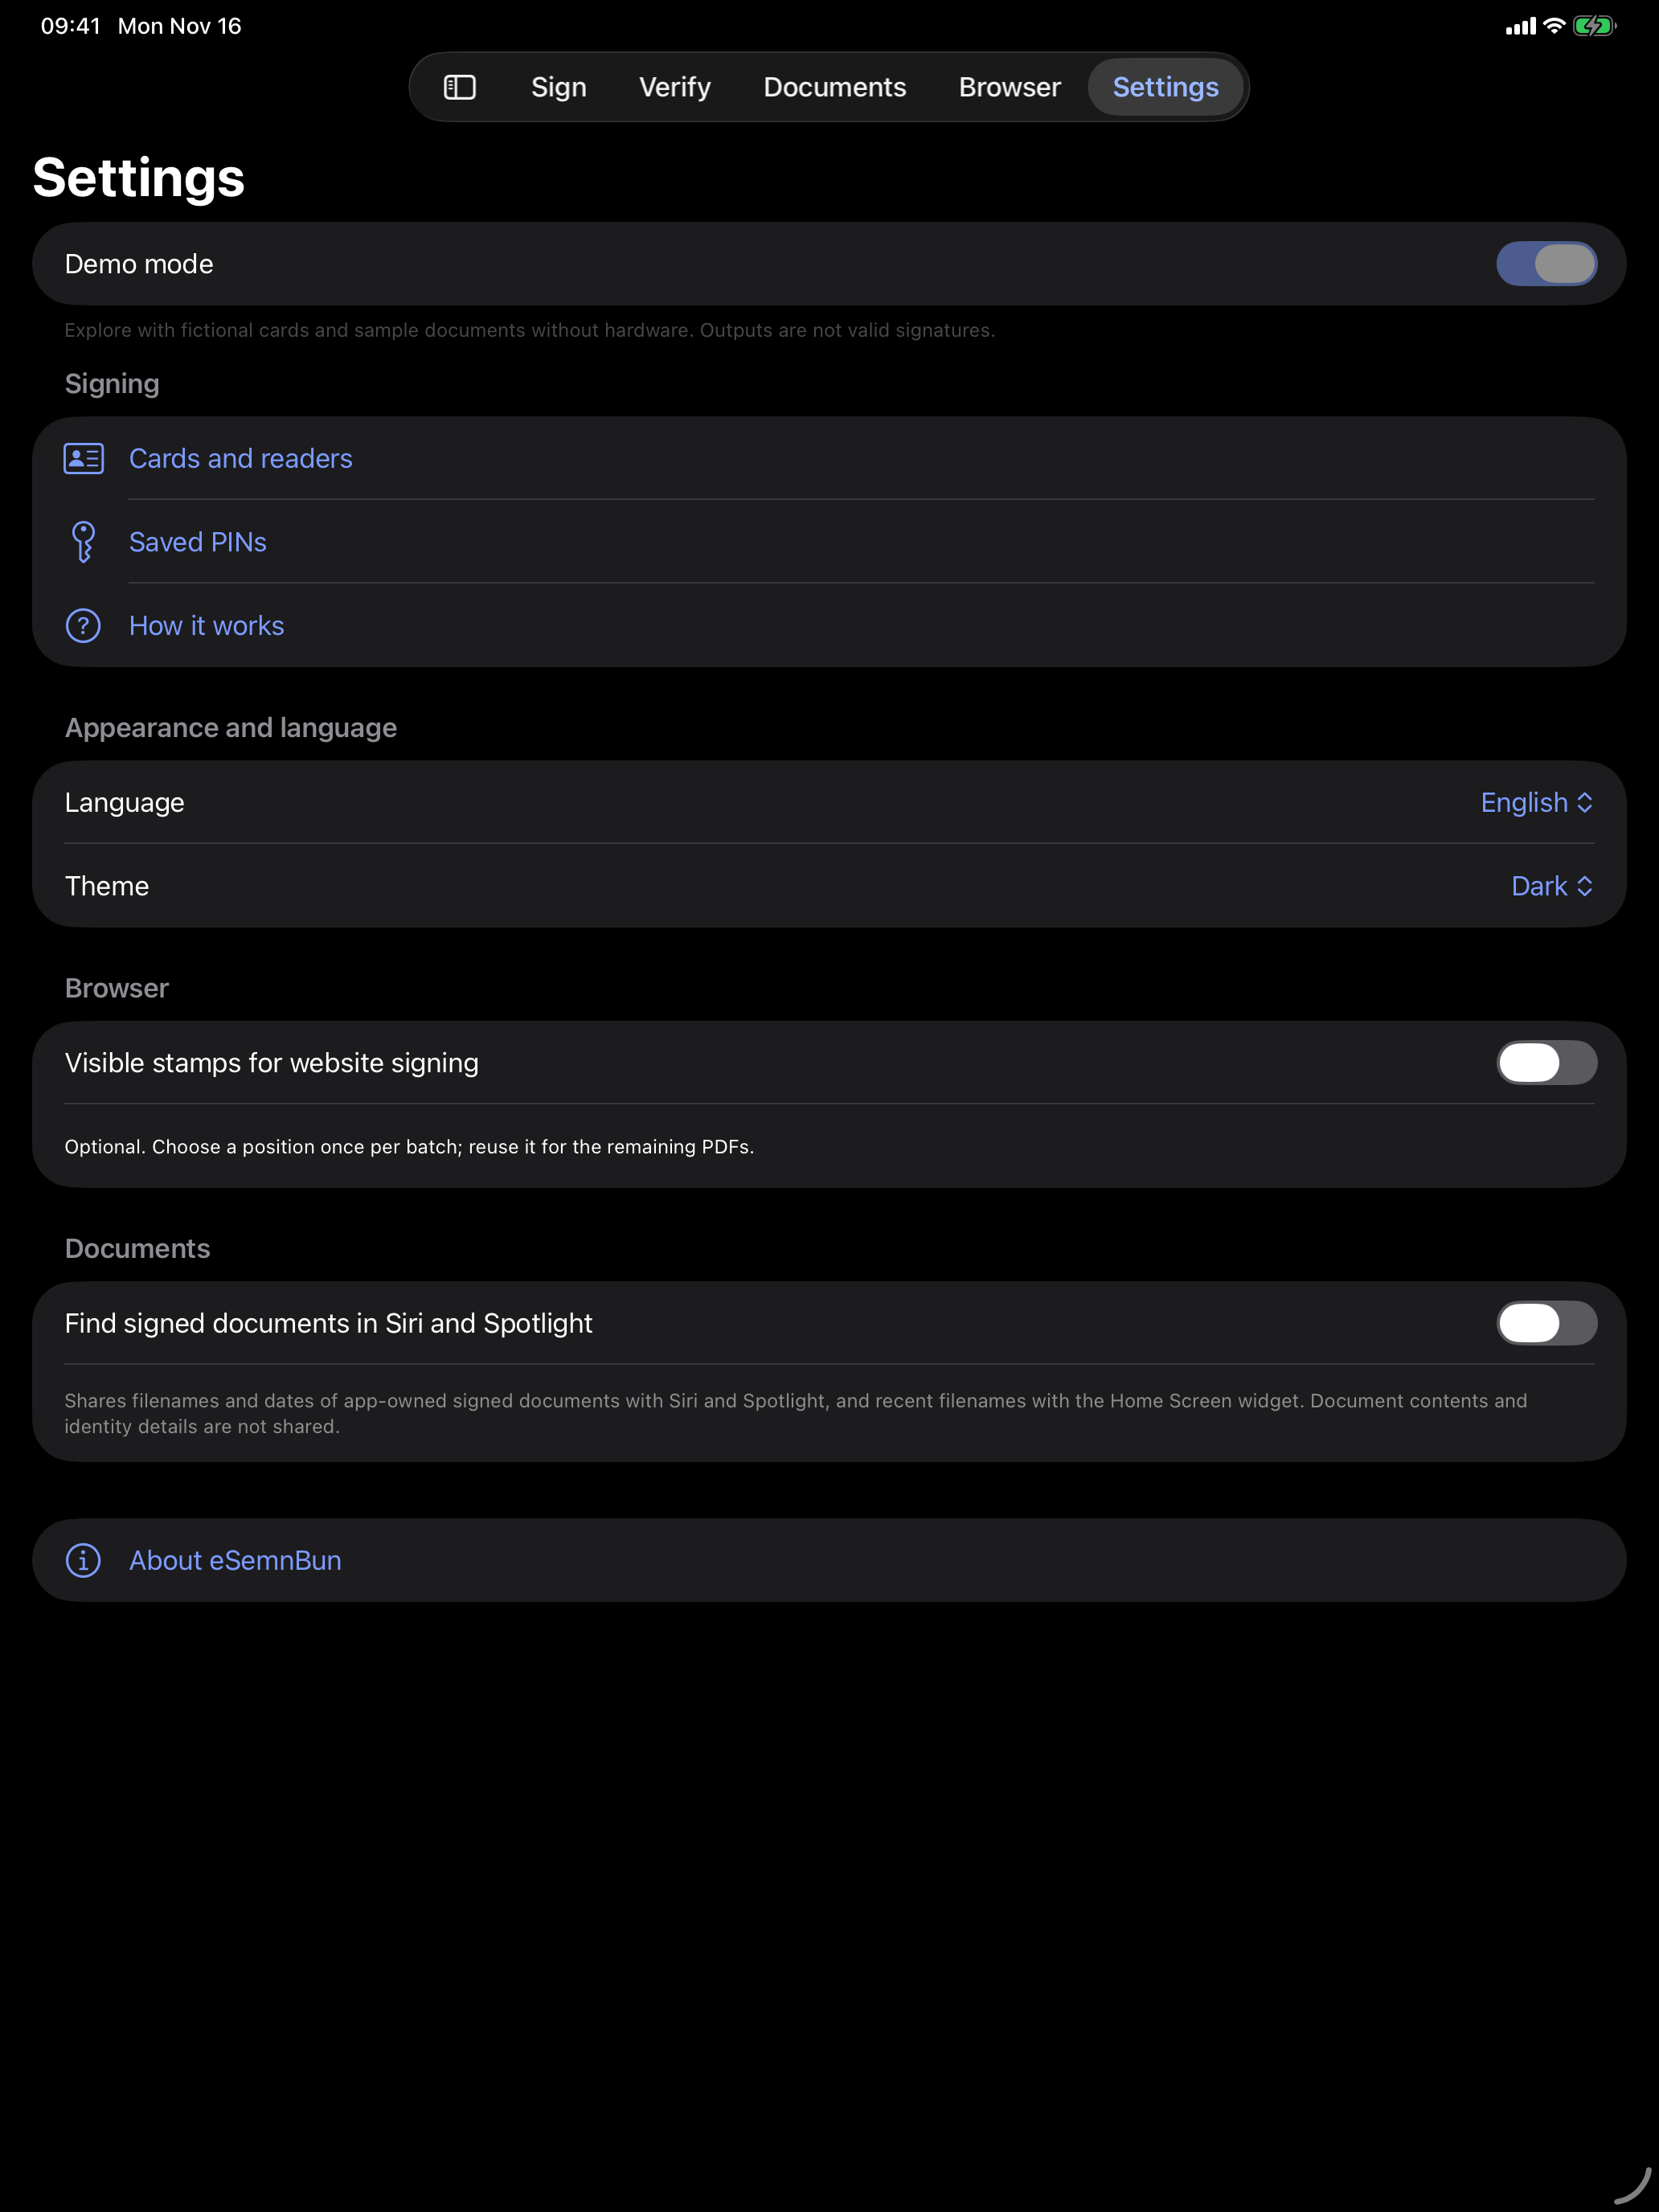 09:41 Mon Nov 16
Sign Verify Documents Browser Settings
Settings
Demo mode
Explore with fictional cards and sample documents without hardware. Outputs are not valid signatures.
Signing
Cards and readers
Saved PINs
How it works
Appearance and language
Language English
Theme Dark
Browser
Visible stamps for website signing
Optional. Choose a position once per batch; reuse it for the remaining PDFs.
Documents
Find signed documents in Siri and Spotlight
Shares filenames and dates of app-owned signed documents with Siri and Spotlight, and recent filenames with the Home Screen widget. Document contents and
identity details are not shared.
About eSemnBun